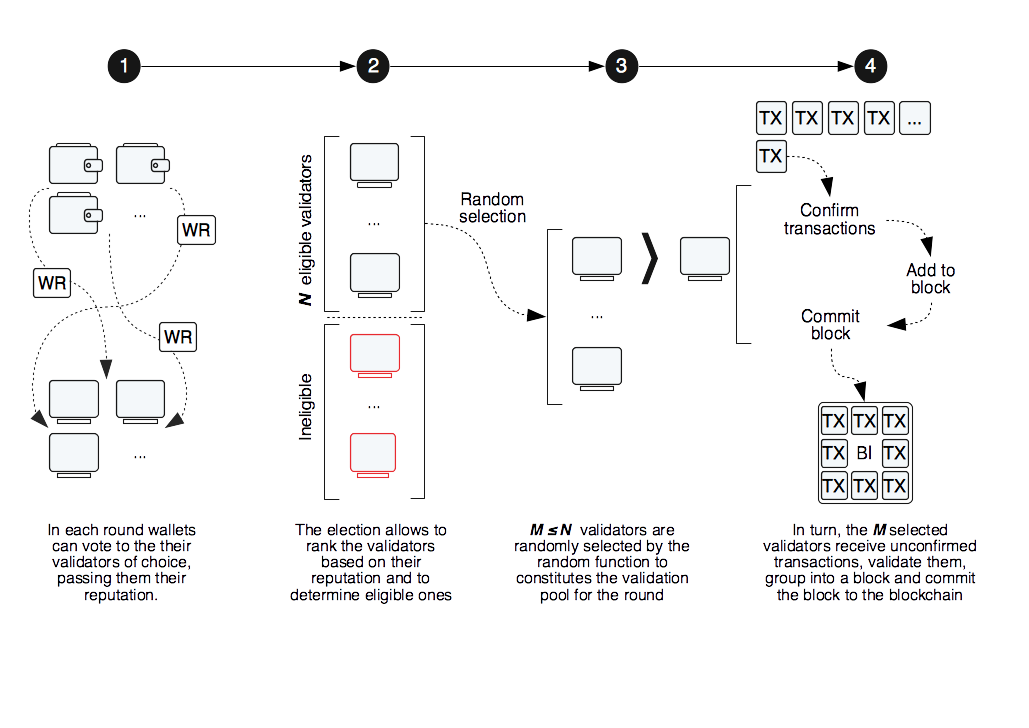 1
2
3
4
TX TX TX TX ...
TX
...
WR
WR
WR
...
N eligible validators
...
Ineligible
...
Random
selection
...
Confirm
transactions
Add to
block
Commit
block
TX TX TX
TX BI TX
TX TX TX
In each round wallets
can vote to the their
validators of choice,
passing them their
reputation.
The election allows to
rank the validators
based on their
reputation and to
determine eligible ones
M ≤ N validators are
randomly selected by the
random function to
constitutes the validation
pool for the round
In turn, the M selected
validators receive unconfirmed
transactions, validate them,
group into a block and commit
the block to the blockchain